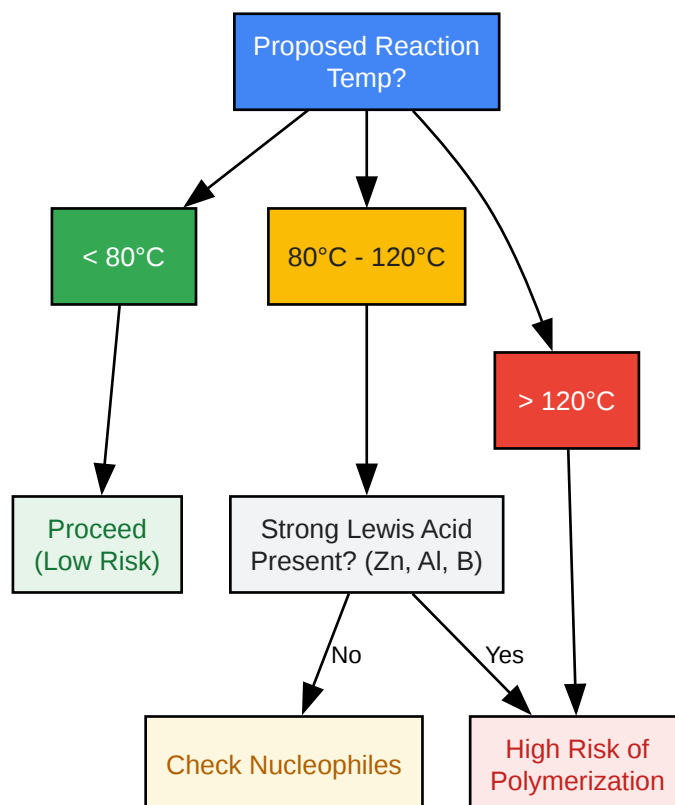 Proposed Reaction
Temp?
< 80°C
80°C - 120°C
> 120°C
Proceed
(Low Risk)
Strong Lewis Acid
Present? (Zn, Al, B)
No
Yes
Check Nucleophiles
High Risk of
Polymerization